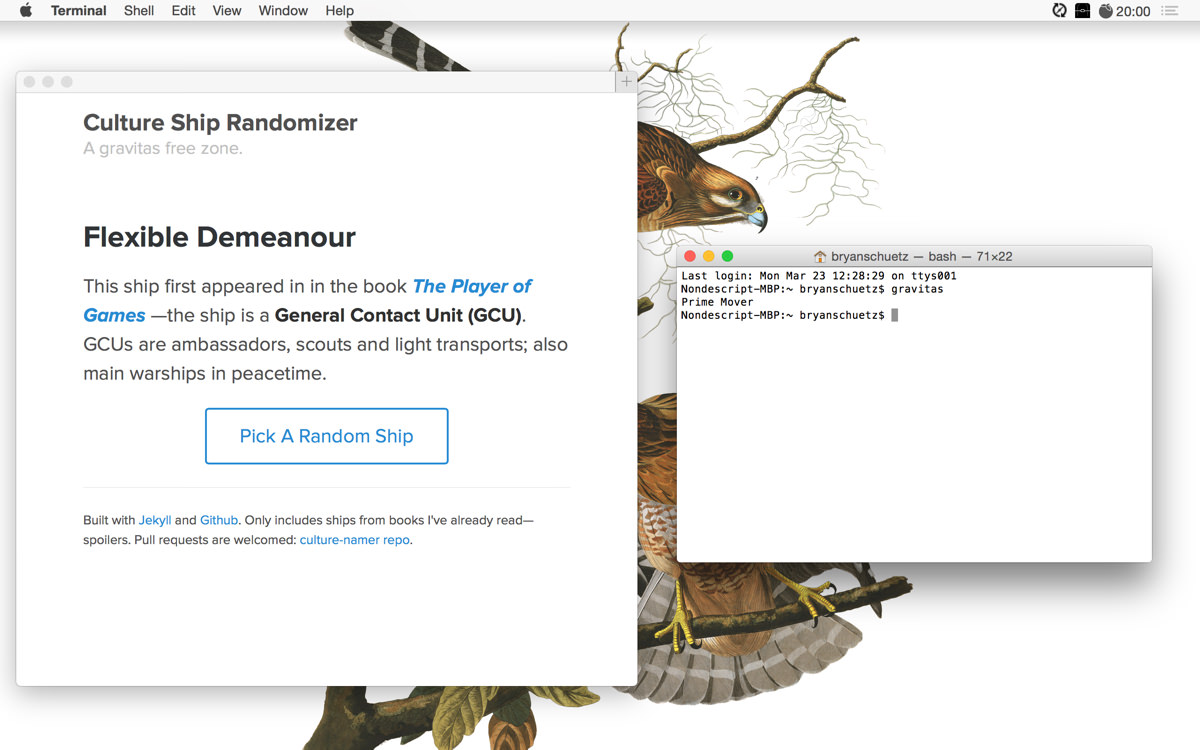 Terminal Shell Edit View Window Help 20:00
Culture Ship Randomizer
A gravitas free zone.
Flexible Demeanour
This ship first appeared in in the book The Player of
Games —the ship is a General Contact Unit (GCU).
GCUs are ambassadors, scouts and light transports; also
main warships in peacetime.
Pick A Random Ship
Built with Jekyll and Github. Only includes ships from books I've already read—
spoilers. Pull requests are welcomed: culture-namer repo.
bryanschuetz — bash — 71×22
Last login: Mon Mar 23 12:28:29 on ttys001
Nondescript-MBP:~ bryanschuetz$ gravitas
Prime Mover
Nondescript-MBP:~ bryanschuetz$